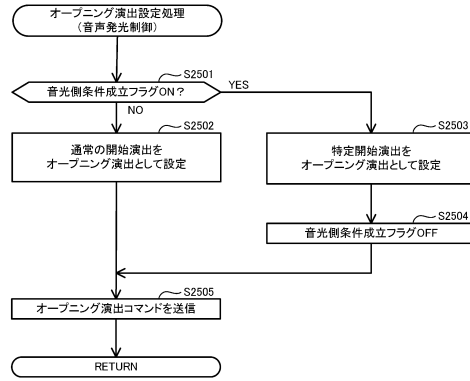 オープニング演出設定処理
（音声発光制御）
S2501
音光側条件成立フラグON？
YES
NO
S2502
通常の開始演出を
オープニング演出として設定
S2503
特定開始演出を
オープニング演出として設定
S2504
音光側条件成立フラグOFF
S2505
オープニング演出コマンドを送信
RETURN